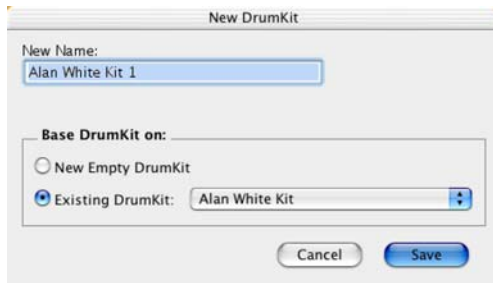 New DrumKit
New Name:
Alan White Kit 1
Base DrumKit on:
New Empty DrumKit
Existing DrumKit: Alan White Kit
Cancel Save